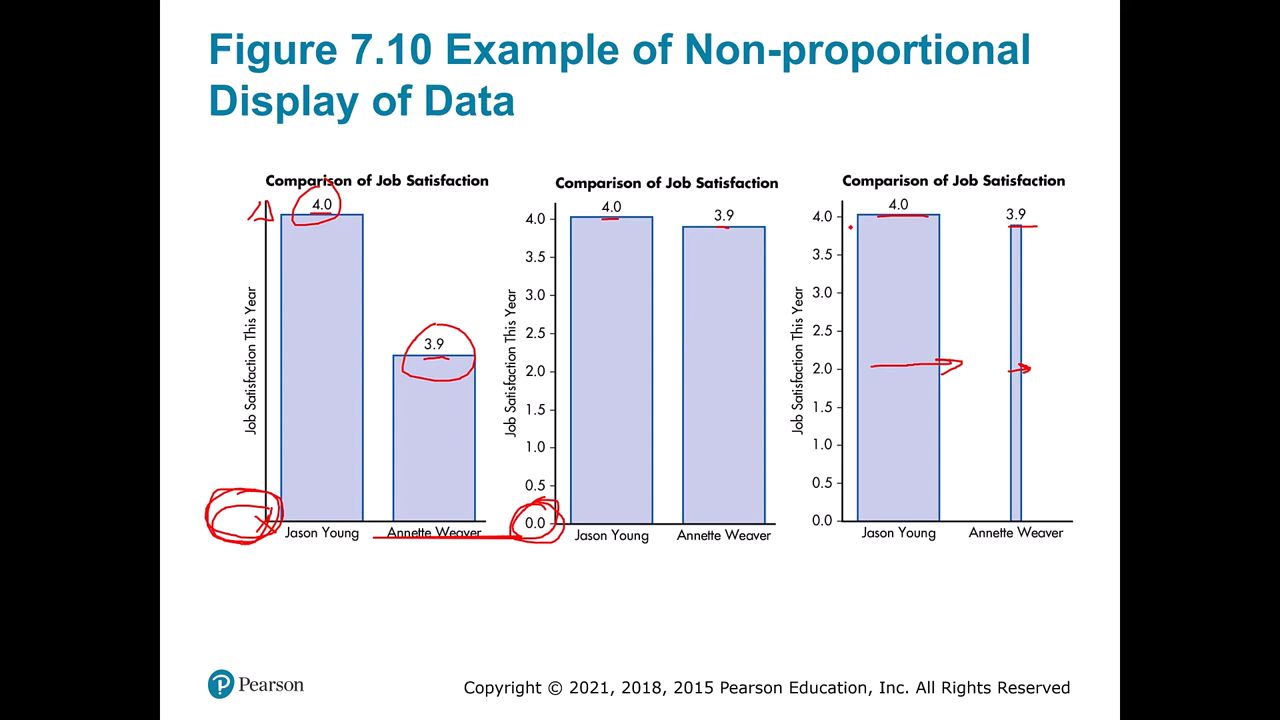 Figure 7.10 Example of Non-proportional
Display of Data
Comparison of Job Satisfaction
4.0
3.9
Job Satisfaction This Year
Jason Young
Annette Weaver
Comparison of Job Satisfaction
4.0
3.9
4.0
3.5
3.0
2.5
2.0
1.5
1.0
0.5
0.0
Job Satisfaction This Year
Jason Young
Annette Weaver
Comparison of Job Satisfaction
4.0
3.9
4.0
3.5
3.0
2.5
2.0
1.5
1.0
0.5
0.0
Job Satisfaction This Year
Jason Young
Annette Weaver
P Pearson
Copyright © 2021, 2018, 2015 Pearson Education, Inc. All Rights Reserved